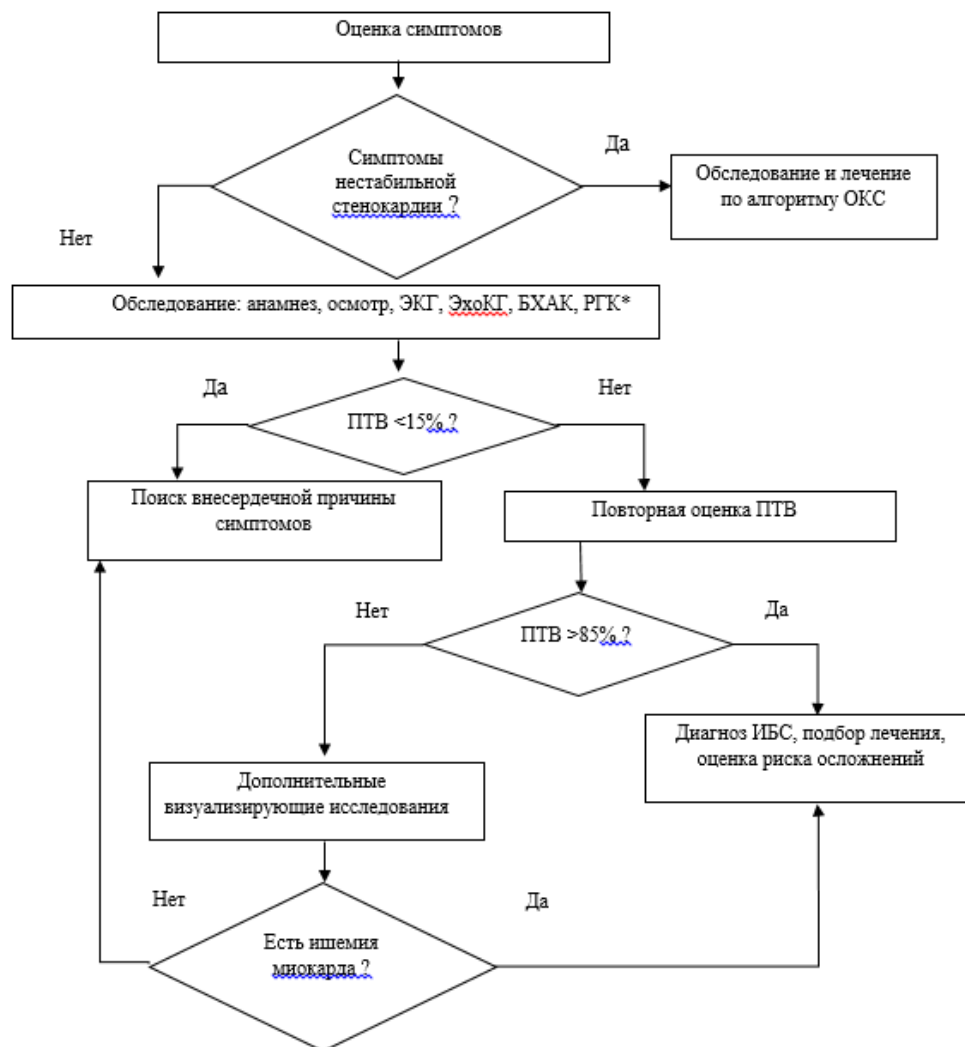 Оценка симптомов
Симптомы
нестабильной
стенокардии ?
Да
Обследование и лечение
по алгоритму ОКС
Нет
Обследование: анамнез, осмотр, ЭКГ, ЭхоКГ, БХАК, РГК*
Да
Нет
ПТВ <15% ?
Поиск внесердечной причины
симптомов
Повторная оценка ПТВ
Нет
Да
ПТВ >85% ?
Диагноз ИБС, подбор лечения,
оценка риска осложнений
Дополнительные
визуализирующие исследования
Нет
Да
Есть ишемия
миокарда ?